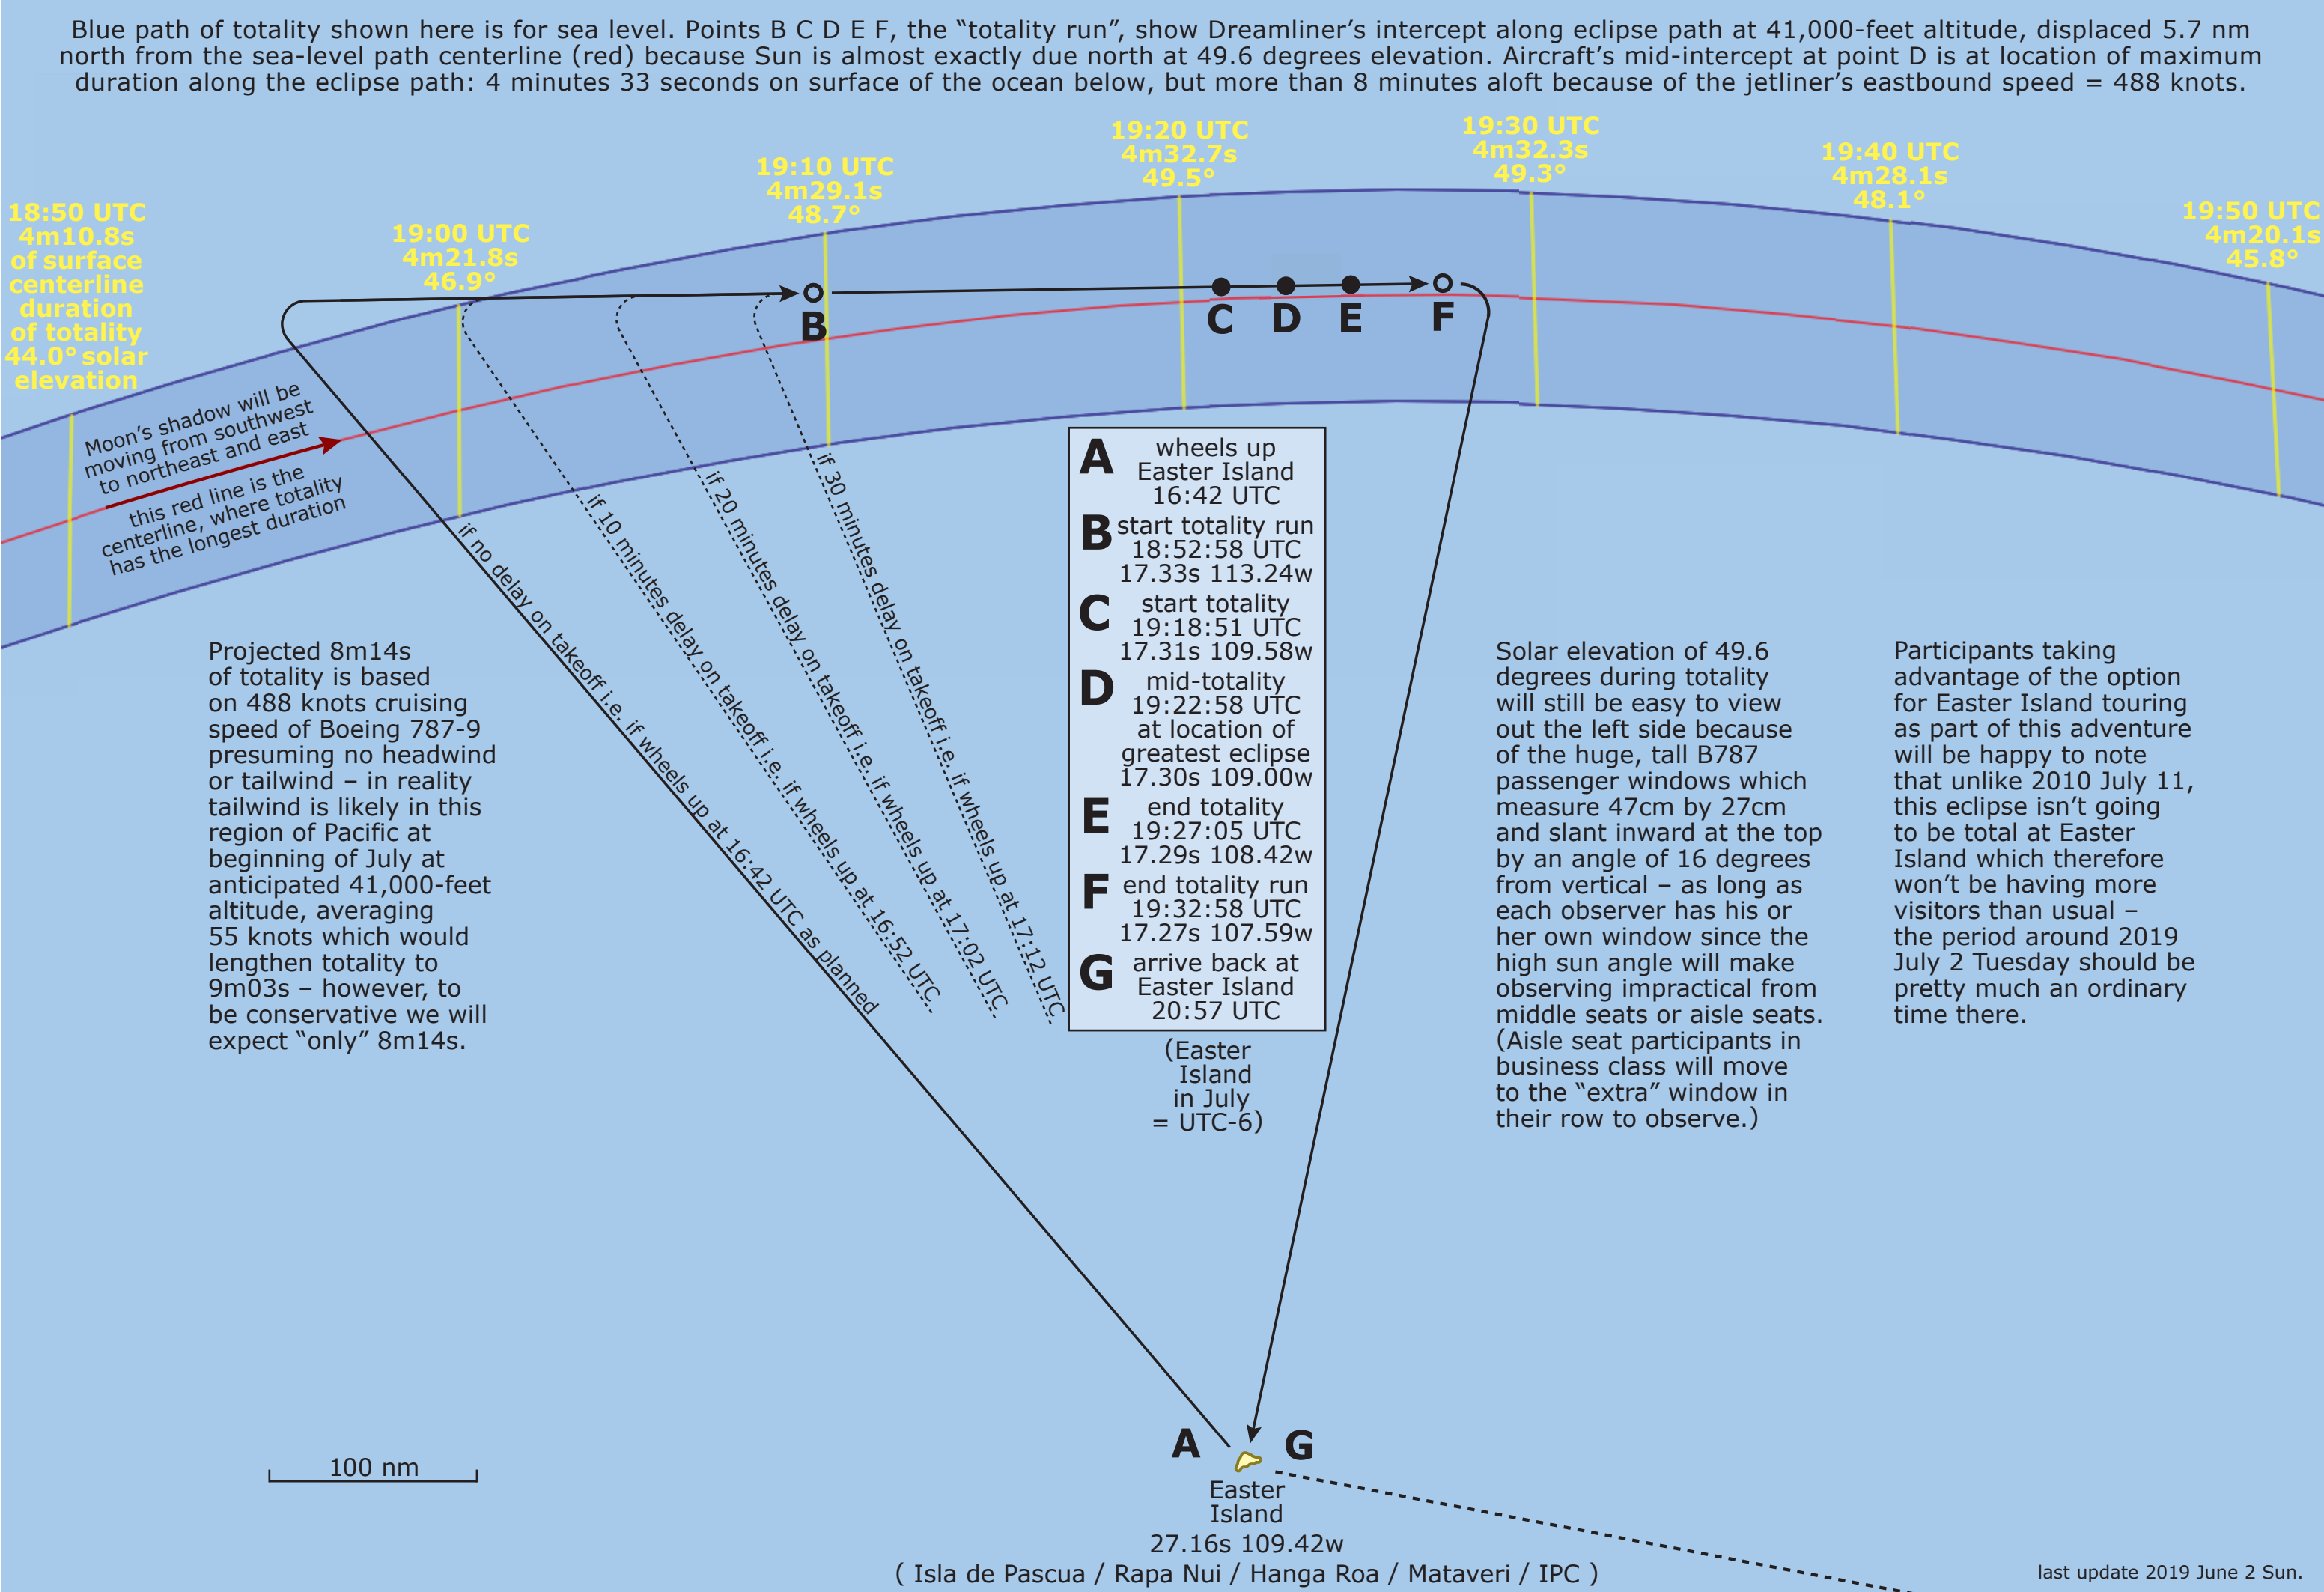 Blue path of totality shown here is for sea level. Points B C D E F, the “totality run”, show Dreamliner’s intercept along eclipse path at 41,000-feet altitude, displaced 5.7 nm
north from the sea-level path centerline (red) because Sun is almost exactly due north at 49.6 degrees elevation. Aircraft’s mid-intercept at point D is at location of maximum
duration along the eclipse path: 4 minutes 33 seconds on surface of the ocean below, but more than 8 minutes aloft because of the jetliner’s eastbound speed = 488 knots.
18:50 UTC
4m10.8s
of surface
centerline
duration
of totality
44.0° solar
elevation
19:00 UTC
4m21.8s
46.9°
19:10 UTC
4m29.1s
48.7°
19:20 UTC
4m32.7s
49.5°
19:30 UTC
4m32.3s
49.3°
19:40 UTC
4m28.1s
48.1°
19:50 UTC
4m20.1s
45.8°
B
C
D
E
F
Moon’s shadow will be
moving from southwest
to northeast and east
this red line is the
centerline, where totality
has the longest duration
if no delay on takeoff i.e. if wheels up at 16:42 UTC as planned
if 10 minutes delay on takeoff i.e. if wheels up at 16:52 UTC
if 20 minutes delay on takeoff i.e. if wheels up at 17:02 UTC
if 30 minutes delay on takeoff i.e. if wheels up at 17:12 UTC
A wheels up
Easter Island
16:42 UTC
B start totality run
18:52:58 UTC
17.33s 113.24w
C start totality
19:18:51 UTC
17.31s 109.58w
D mid-totality
19:22:58 UTC
at location of
greatest eclipse
17.30s 109.00w
E end totality
19:27:05 UTC
17.29s 108.42w
F end totality run
19:32:58 UTC
17.27s 107.59w
G arrive back at
Easter Island
20:57 UTC
(Easter
Island
in July
= UTC-6)
Projected 8m14s
of totality is based
on 488 knots cruising
speed of Boeing 787-9
presuming no headwind
or tailwind – in reality
tailwind is likely in this
region of Pacific at
beginning of July at
anticipated 41,000-feet
altitude, averaging
55 knots which would
lengthen totality to
9m03s – however, to
be conservative we will
expect “only” 8m14s.
Solar elevation of 49.6
degrees during totality
will still be easy to view
out the left side because
of the huge, tall B787
passenger windows which
measure 47cm by 27cm
and slant inward at the top
by an angle of 16 degrees
from vertical – as long as
each observer has his or
her own window since the
high sun angle will make
observing impractical from
middle seats or aisle seats.
(Aisle seat participants in
business class will move
to the “extra” window in
their row to observe.)
Participants taking
advantage of the option
for Easter Island touring
as part of this adventure
will be happy to note
that unlike 2010 July 11,
this eclipse isn’t going
to be total at Easter
Island which therefore
won’t be having more
visitors than usual –
the period around 2019
July 2 Tuesday should be
pretty much an ordinary
time there.
100 nm
A
G
Easter
Island
27.16s 109.42w
( Isla de Pascua / Rapa Nui / Hanga Roa / Mataveri / IPC )
last update 2019 June 2 Sun.